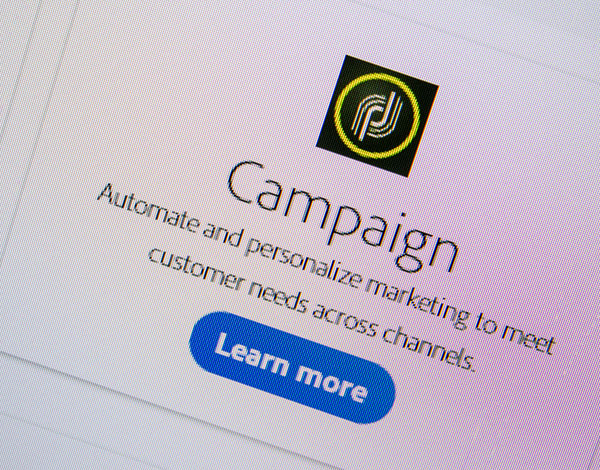 Campaign
Automate and personalize marketing to meet
customer needs across channels.
Learn more